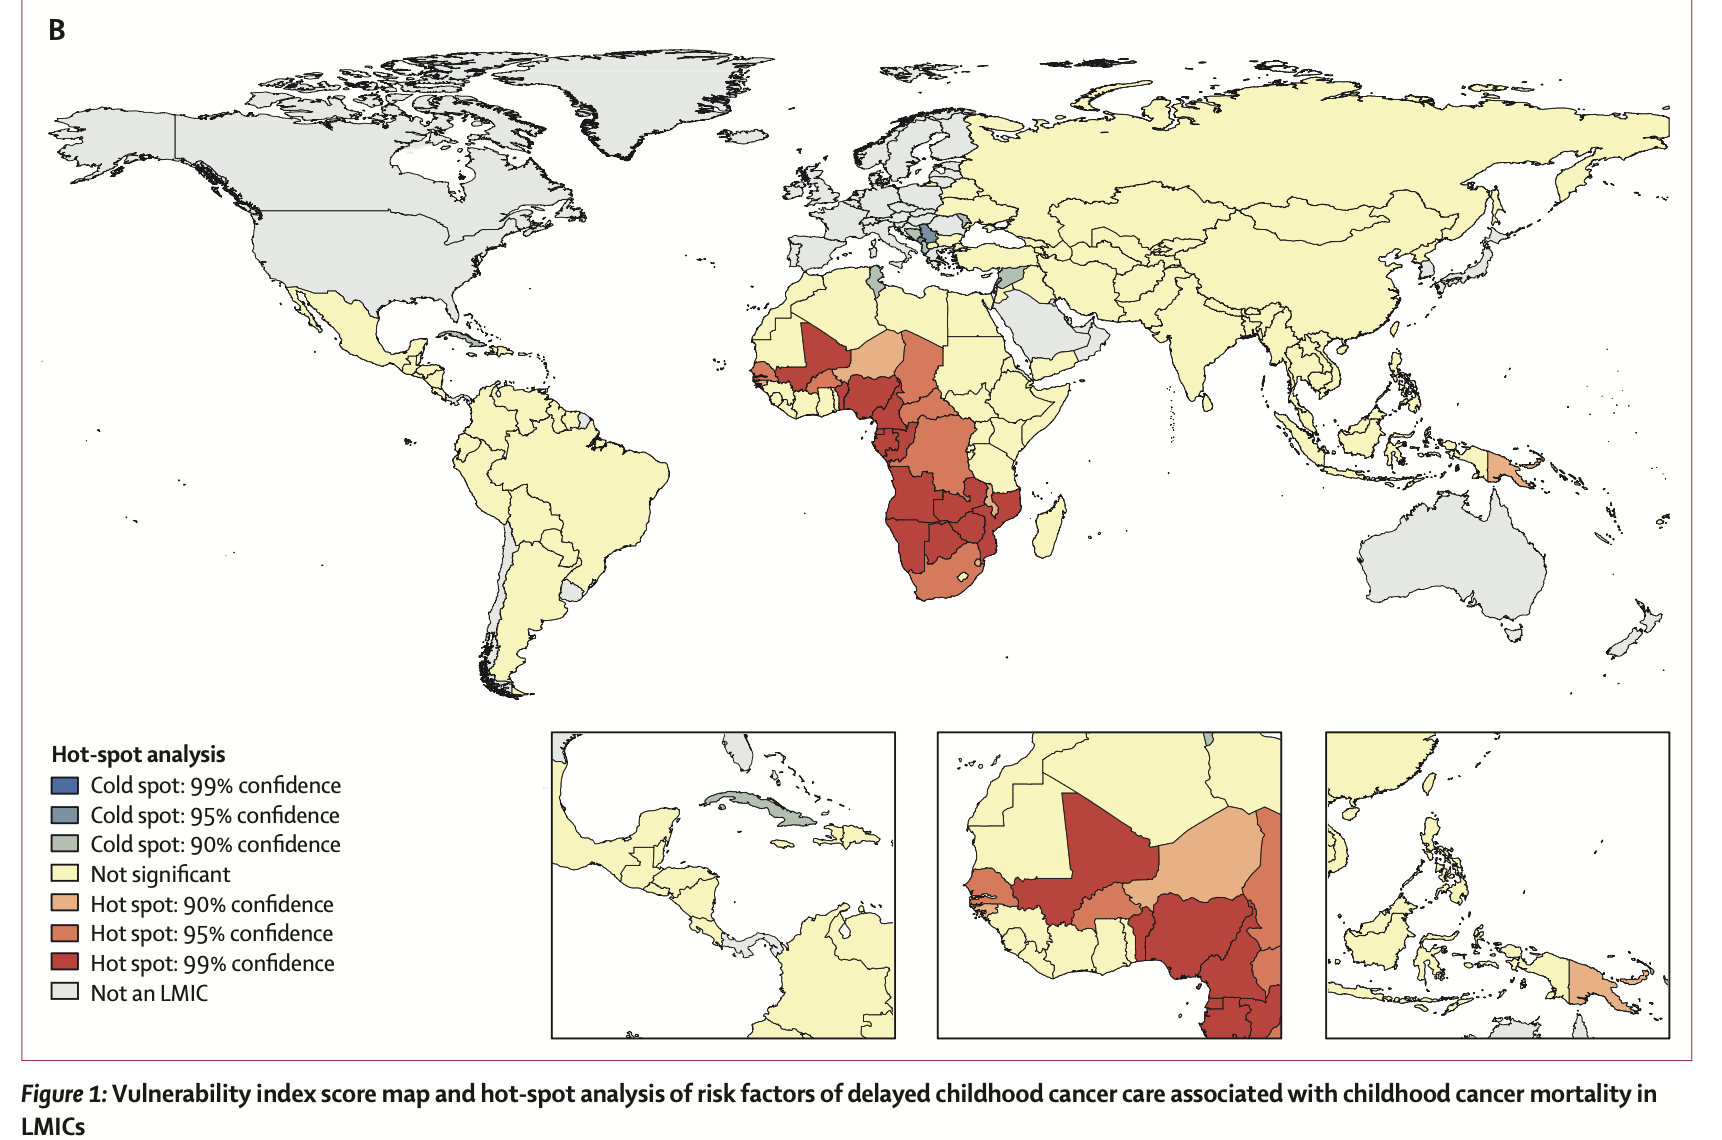 B
Hot-spot analysis
Cold spot: 99% confidence
Cold spot: 95% confidence
Cold spot: 90% confidence
Not significant
Hot spot: 90% confidence
Hot spot: 95% confidence
Hot spot: 99% confidence
Not an LMIC
Figure 1: Vulnerability index score map and hot-spot analysis of risk factors of delayed childhood cancer care associated with childhood cancer mortality in
LMICs